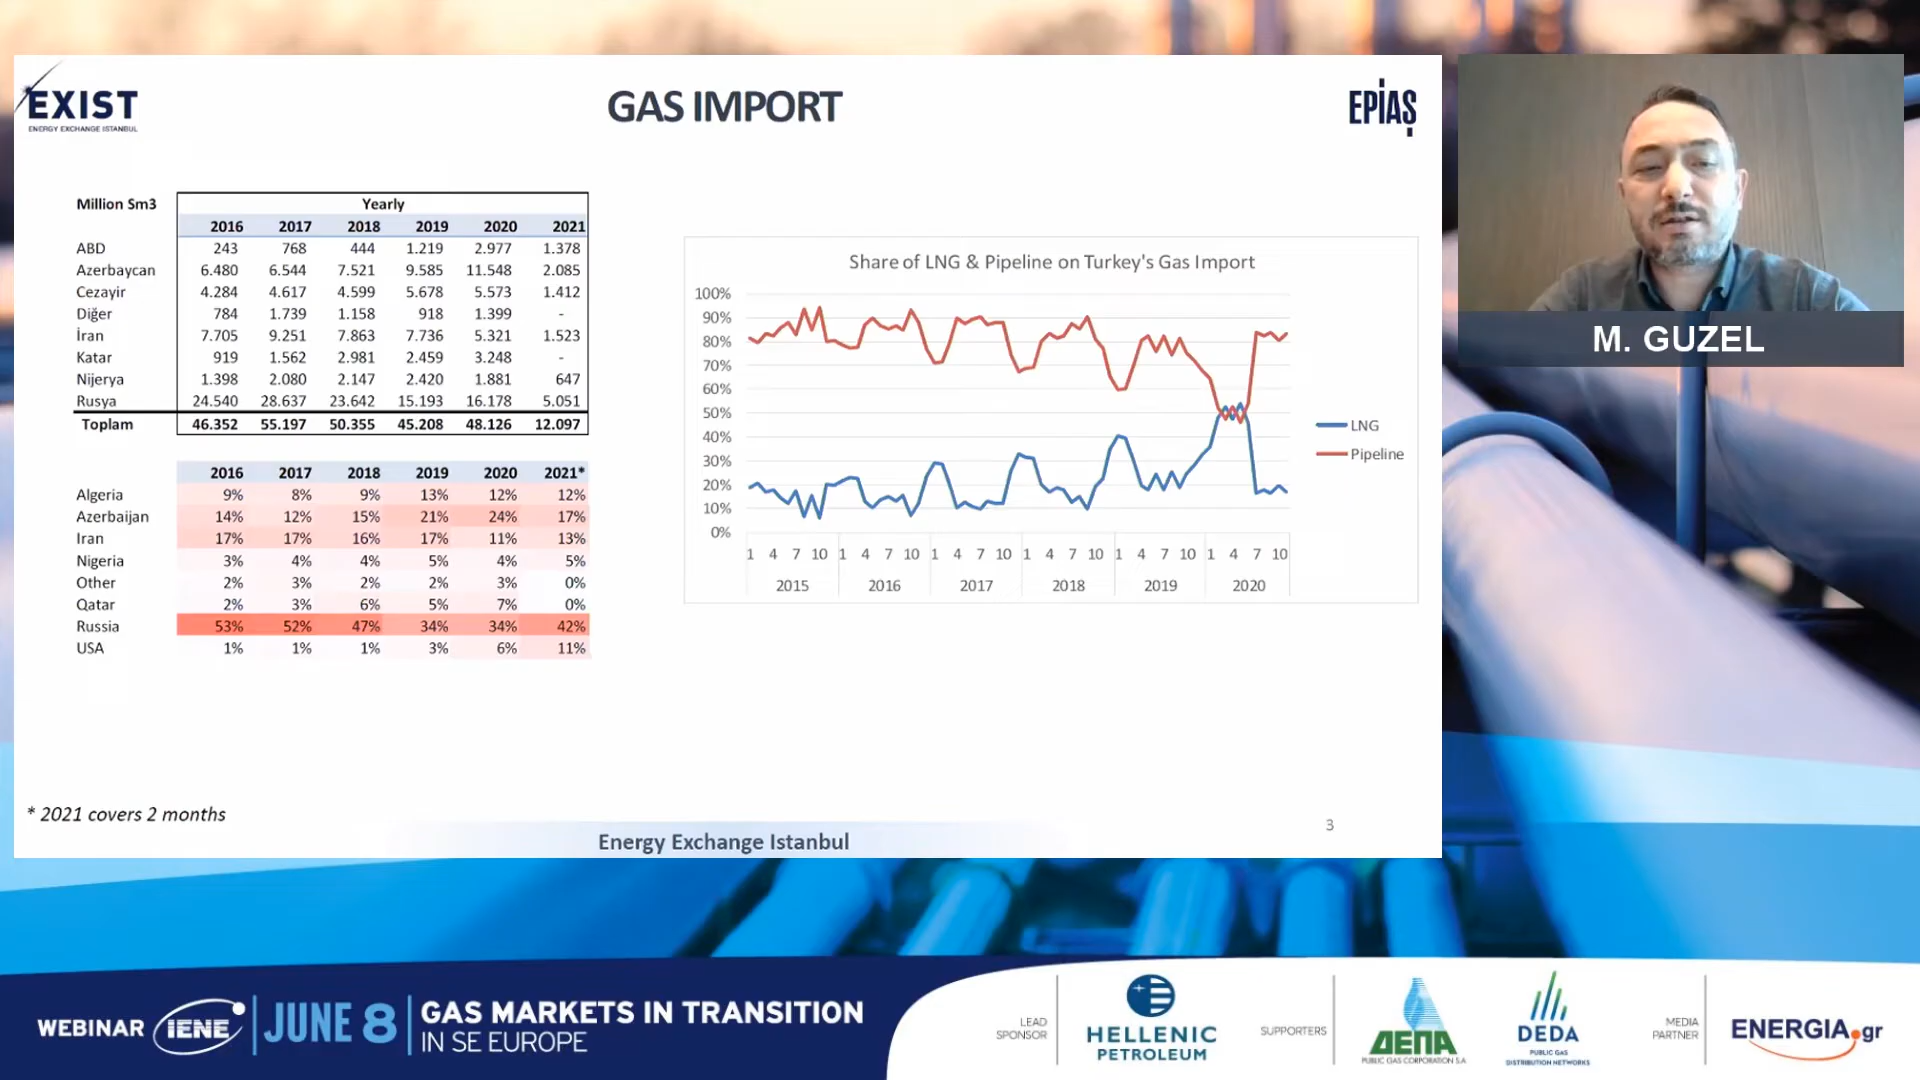 EXIST
ENERGY EXCHANGE ISTANBUL
GAS IMPORT
EPİAŞ
Million Sm3 Yearly
2016 2017 2018 2019 2020 2021
ABD 243 768 444 1.219 2.977 1.378
Azerbaycan 6.480 6.544 7.521 9.585 11.548 2.085
Cezayir 4.284 4.617 4.599 5.678 5.573 1.412
Diğer 784 1.739 1.158 918 1.399 -
İran 7.705 9.251 7.863 7.736 5.321 1.523
Katar 919 1.562 2.981 2.459 3.248 -
Nijerya 1.398 2.080 2.147 2.420 1.881 647
Rusya 24.540 28.637 23.642 15.193 16.178 5.051
Toplam 46.352 55.197 50.355 45.208 48.126 12.097
2016 2017 2018 2019 2020 2021*
Algeria 9% 8% 9% 13% 12% 12%
Azerbaijan 14% 12% 15% 21% 24% 17%
Iran 17% 17% 16% 17% 11% 13%
Nigeria 3% 4% 4% 5% 4% 5%
Other 2% 3% 2% 2% 3% 0%
Qatar 2% 3% 6% 5% 7% 0%
Russia 53% 52% 47% 34% 34% 42%
USA 1% 1% 1% 3% 6% 11%
Share of LNG & Pipeline on Turkey's Gas Import
100%
90%
80%
70%
60%
50%
40%
30%
20%
10%
0%
1 4 7 10 1 4 7 10 1 4 7 10 1 4 7 10 1 4 7 10 1 4 7 10
2015 2016 2017 2018 2019 2020
LNG
Pipeline
* 2021 covers 2 months
Energy Exchange Istanbul
3
M. GUZEL
WEBINAR IENE JUNE 8 GAS MARKETS IN TRANSITION
IN SE EUROPE
LEAD
SPONSOR
HELLENIC
PETROLEUM
SUPPORTERS
ΔΕΠΑ
PUBLIC GAS CORPORATION S.A
DEDA
PUBLIC GAS
DISTRIBUTION NETWORKS
MEDIA
PARTNER
ENERGIA.gr